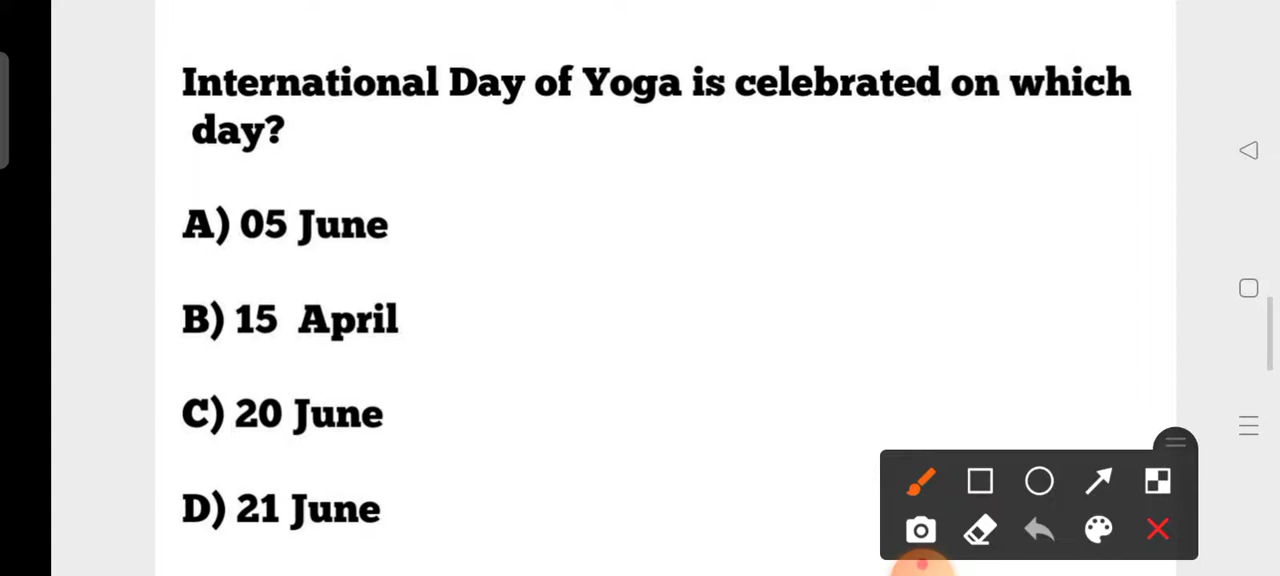 International Day of Yoga is celebrated on which
day?
A) 05 June
B) 15 April
C) 20 June
D) 21 June